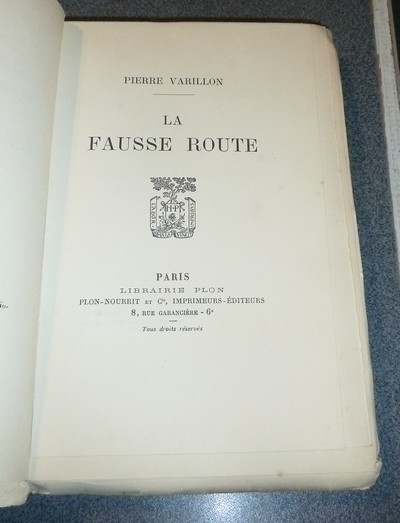 PIERRE VARILLON
LA
FAUSSE ROUTE
PARIS
LIBRAIRIE PLON
PLON-NOURRIT ET Cⁱᵉ, IMPRIMEURS-ÉDITEURS
8, RUE GARANCIÈRE - 6ᵉ
Tous droits réservés